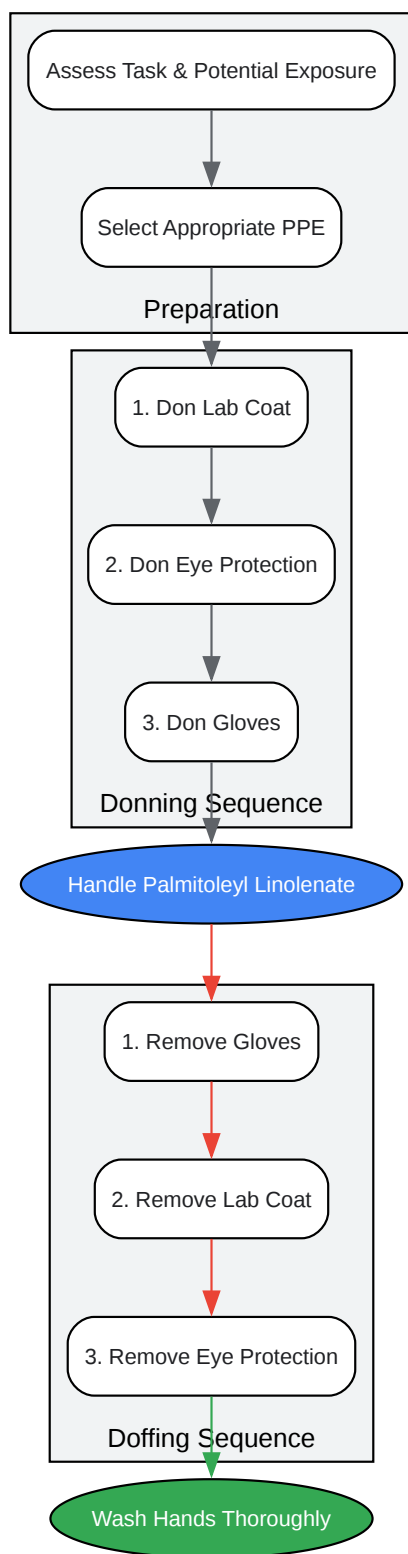 Assess Task & Potential Exposure
Select Appropriate PPE
Preparation
1. Don Lab Coat
2. Don Eye Protection
3. Don Gloves
Donning Sequence
Handle Palmitoleyl Linolenate
1. Remove Gloves
2. Remove Lab Coat
3. Remove Eye Protection
Doffing Sequence
Wash Hands Thoroughly